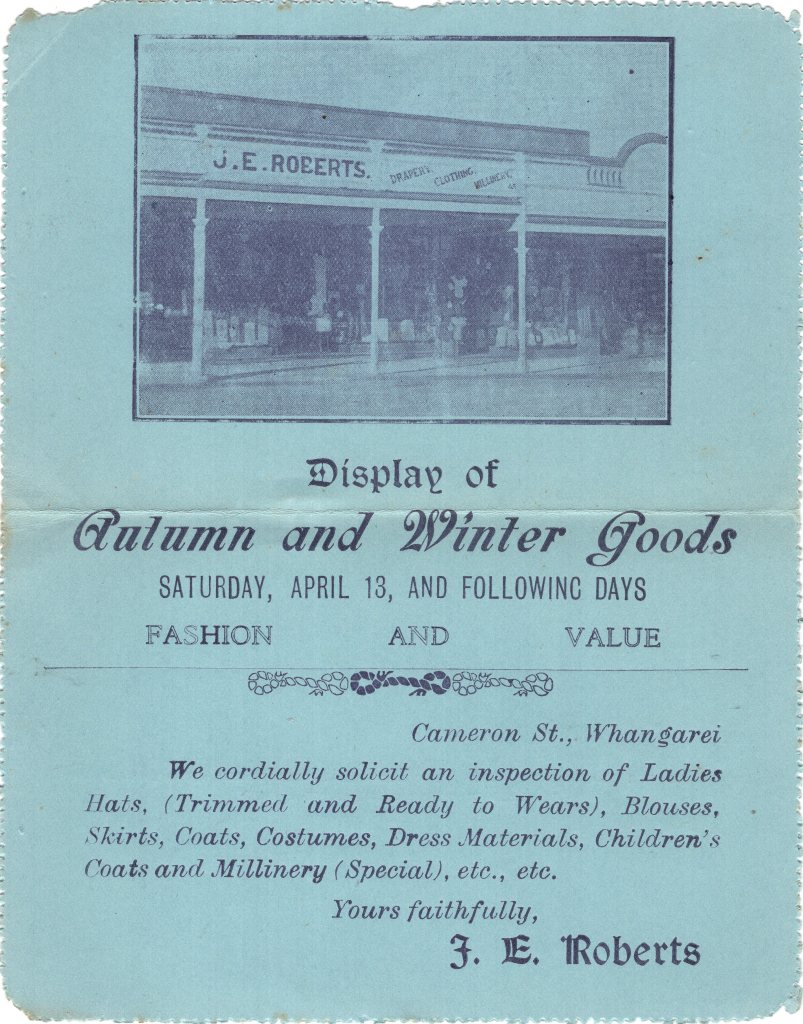 J. E. ROBERTS. DRAPERY, CLOTHING, MILLINERY,
Display of
Autumn and Winter Goods
SATURDAY, APRIL 13, AND FOLLOWING DAYS
FASHION AND VALUE
Cameron St., Whangarei
We cordially solicit an inspection of Ladies
Hats, (Trimmed and Ready to Wears), Blouses,
Skirts, Coats, Costumes, Dress Materials, Children's
Coats and Millinery (Special), etc., etc.
Yours faithfully,
J. E. Roberts